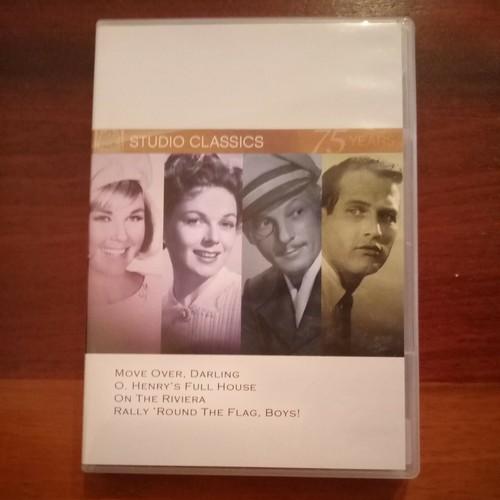 STUDIO CLASSICS 75 YEARS
MOVE OVER, DARLING
O. HENRY'S FULL HOUSE
ON THE RIVIERA
RALLY 'ROUND THE FLAG, BOYS!